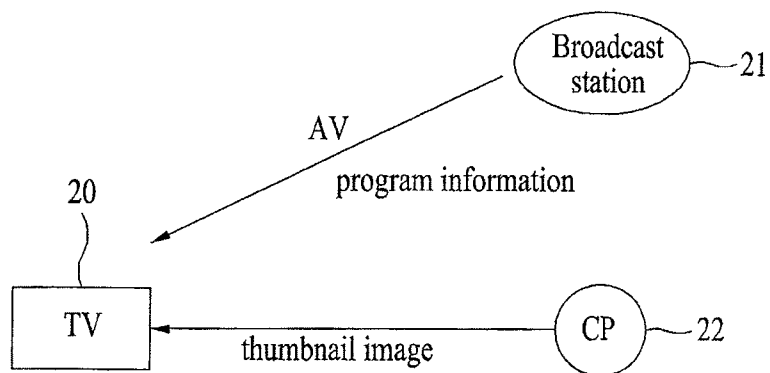 Broadcast
station
21
AV
program information
20
TV
CP
22
thumbnail image